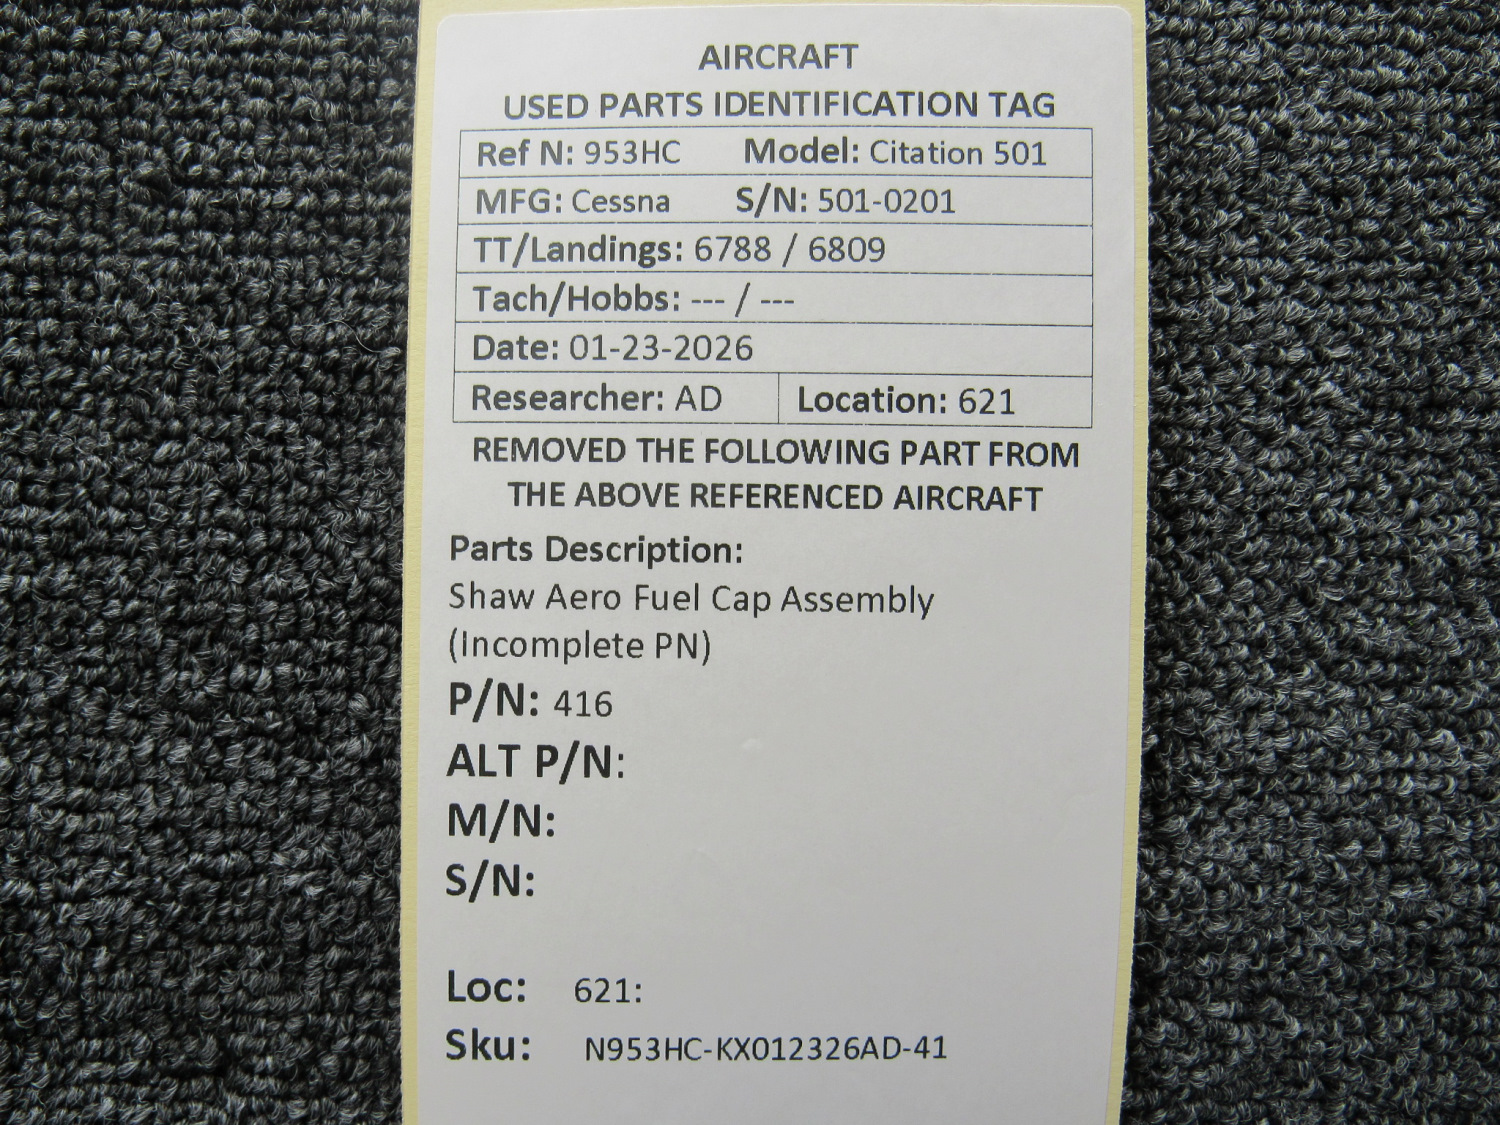 AIRCRAFT
USED PARTS IDENTIFICATION TAG
Ref N: 953HC Model: Citation 501
MFG: Cessna S/N: 501-0201
TT/Landings: 6788 / 6809
Tach/Hobbs: --- / ---
Date: 01-23-2026
Researcher: AD Location: 621
REMOVED THE FOLLOWING PART FROM
THE ABOVE REFERENCED AIRCRAFT
Parts Description:
Shaw Aero Fuel Cap Assembly
(Incomplete PN)
P/N: 416
ALT P/N:
M/N:
S/N:
Loc: 621:
Sku: N953HC-KX012326AD-41